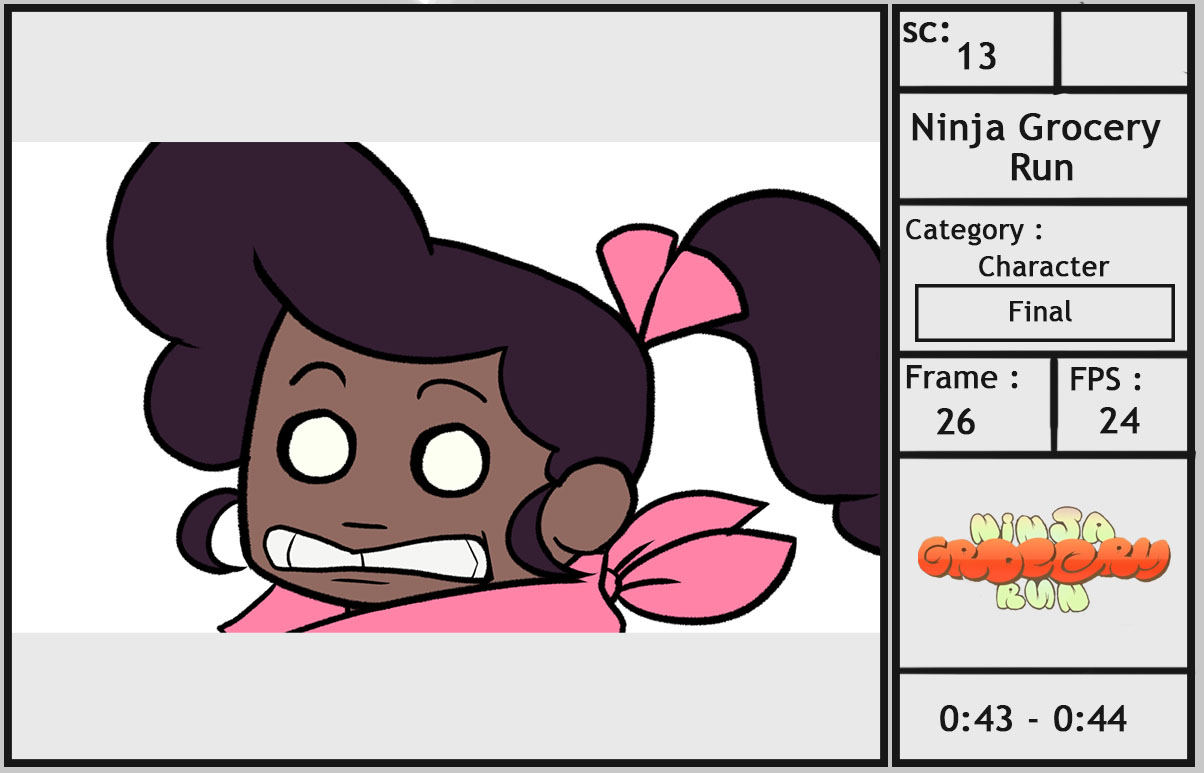 SC:
13
Ninja Grocery
Run
Category :
Character
Final
Frame :
26
FPS :
24
NiNJA
GROCERY
RUN
0:43 - 0:44